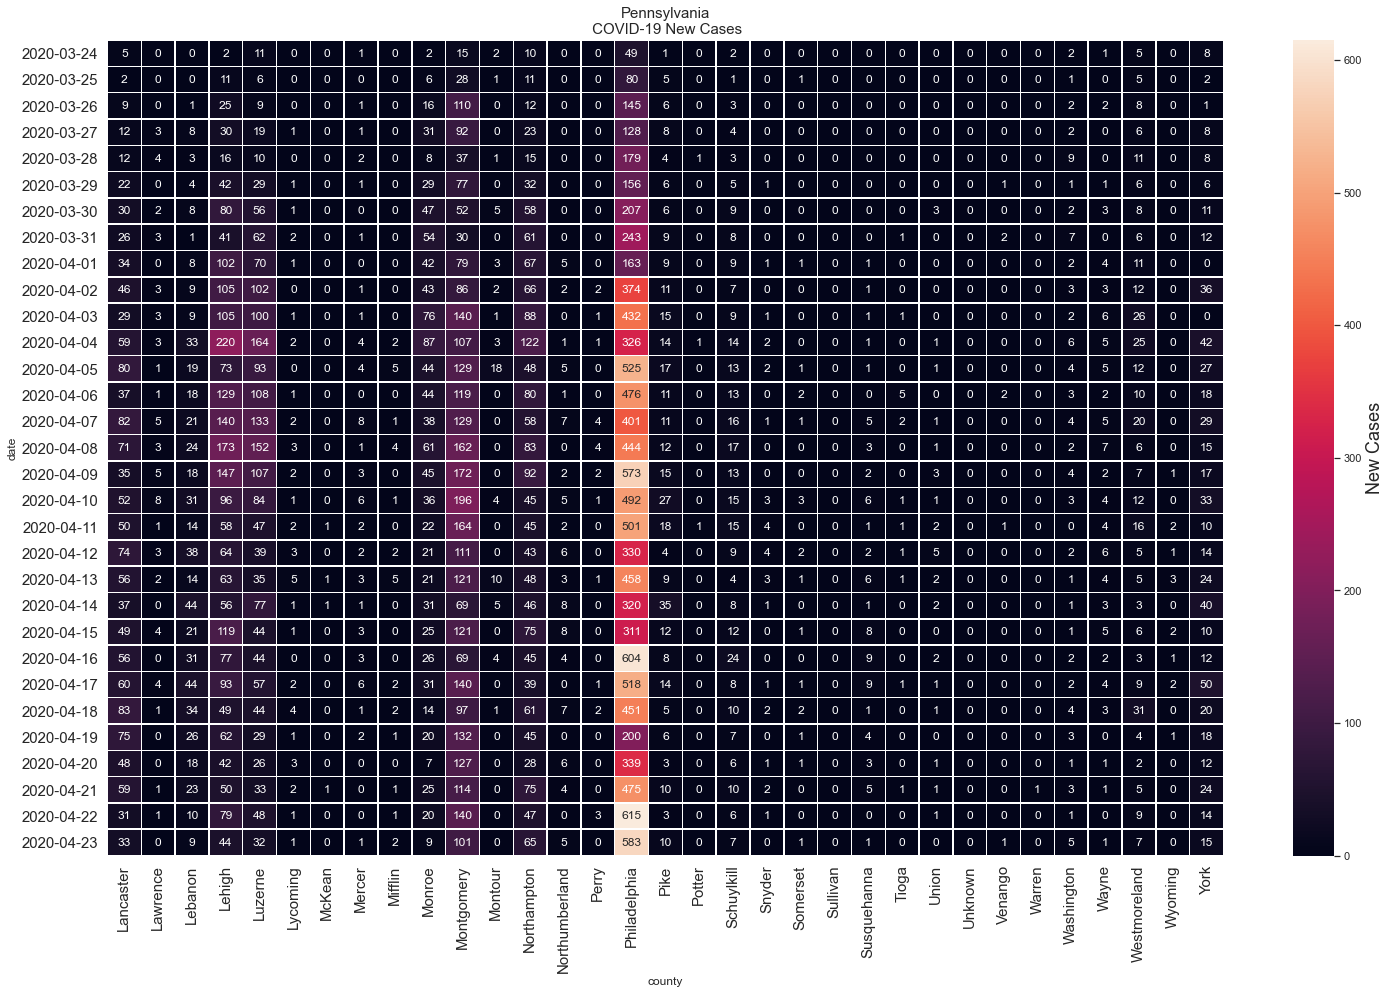 Pennsylvania
COVID-19 New Cases
2020-03-24 5 0 0 2 11 0 0 1 0 2 15 2 10 0 0 49 1 0 2 0 0 0 0 0 0 0 0 0 2 1 5 0 8
2020-03-25 2 0 0 11 6 0 0 0 0 6 28 1 11 0 0 80 5 0 1 0 1 0 0 0 0 0 0 0 1 0 5 0 2
2020-03-26 9 0 1 25 9 0 0 1 0 16 110 0 12 0 0 145 6 0 3 0 0 0 0 0 0 0 0 0 2 2 8 0 1
2020-03-27 12 3 8 30 19 1 0 1 0 31 92 0 23 0 0 128 8 0 4 0 0 0 0 0 0 0 0 0 2 0 6 0 8
2020-03-28 12 4 3 16 10 0 0 2 0 8 37 1 15 0 0 179 4 1 3 0 0 0 0 0 0 0 0 0 9 0 11 0 8
2020-03-29 22 0 4 42 29 1 0 1 0 29 77 0 32 0 0 156 6 0 5 1 0 0 0 0 0 0 1 0 1 1 6 0 6
2020-03-30 30 2 8 80 56 1 0 0 0 47 52 5 58 0 0 207 6 0 9 0 0 0 0 0 3 0 0 0 2 3 8 0 11
2020-03-31 26 3 1 41 62 2 0 1 0 54 30 0 61 0 0 243 9 0 8 0 0 0 0 1 0 0 2 0 7 0 6 0 12
2020-04-01 34 0 8 102 70 1 0 0 0 42 79 3 67 5 0 163 9 0 9 1 1 0 1 0 0 0 0 0 2 4 11 0 0
2020-04-02 46 3 9 105 102 0 0 1 0 43 86 2 66 2 2 374 11 0 7 0 0 0 1 0 0 0 0 0 3 3 12 0 36
2020-04-03 29 3 9 105 100 1 0 1 0 76 140 1 88 0 1 432 15 0 9 1 0 0 1 1 0 0 0 0 2 6 26 0 0
2020-04-04 59 3 33 220 164 2 0 4 2 87 107 3 122 1 1 326 14 1 14 2 0 0 1 0 1 0 0 0 6 5 25 0 42
2020-04-05 80 1 19 73 93 0 0 4 5 44 129 18 48 5 0 525 17 0 13 2 1 0 1 0 1 0 0 0 4 5 12 0 27
2020-04-06 37 1 18 129 108 1 0 0 0 44 119 0 80 1 0 476 11 0 13 0 2 0 0 5 0 0 2 0 3 2 10 0 18
2020-04-07 82 5 21 140 133 2 0 8 1 38 129 0 58 7 4 401 11 0 16 1 1 0 5 2 1 0 0 0 4 5 20 0 29
2020-04-08 71 3 24 173 152 3 0 1 4 61 162 0 83 0 4 444 12 0 17 0 0 0 3 0 1 0 0 0 2 7 6 0 15
2020-04-09 35 5 18 147 107 2 0 3 0 45 172 0 92 2 2 573 15 0 13 0 0 0 2 0 3 0 0 0 4 2 7 1 17
2020-04-10 52 8 31 96 84 1 0 6 1 36 196 4 45 5 1 492 27 0 15 3 3 0 6 1 1 0 0 0 3 4 12 0 33
2020-04-11 50 1 14 58 47 2 1 2 0 22 164 0 45 2 0 501 18 1 15 4 0 0 1 1 2 0 1 0 0 4 16 2 10
2020-04-12 74 3 38 64 39 3 0 2 2 21 111 0 43 6 0 330 4 0 9 4 2 0 2 1 5 0 0 0 2 6 5 1 14
2020-04-13 56 2 14 63 35 5 1 3 5 21 121 10 48 3 1 458 9 0 4 3 1 0 6 1 2 0 0 0 1 4 5 3 24
2020-04-14 37 0 44 56 77 1 1 1 0 31 69 5 46 8 0 320 35 0 8 1 0 0 1 0 2 0 0 0 1 3 3 0 40
2020-04-15 49 4 21 119 44 1 0 3 0 25 121 0 75 8 0 311 12 0 12 0 1 0 8 0 0 0 0 0 1 5 6 2 10
2020-04-16 56 0 31 77 44 0 0 3 0 26 69 4 45 4 0 604 8 0 24 0 0 0 9 0 2 0 0 0 2 2 3 1 12
2020-04-17 60 4 44 93 57 2 0 6 2 31 140 0 39 0 1 518 14 0 8 1 1 0 9 1 1 0 0 0 2 4 9 2 50
2020-04-18 83 1 34 49 44 4 0 1 2 14 97 1 61 7 2 451 5 0 10 2 2 0 1 0 1 0 0 0 4 3 31 0 20
2020-04-19 75 0 26 62 29 1 0 2 1 20 132 0 45 0 0 200 6 0 7 0 1 0 4 0 0 0 0 0 3 0 4 1 18
2020-04-20 48 0 18 42 26 3 0 0 0 7 127 0 28 6 0 339 3 0 6 1 1 0 3 0 1 0 0 0 1 1 2 0 12
2020-04-21 59 1 23 50 33 2 1 0 1 25 114 0 75 4 0 475 10 0 10 2 0 0 5 1 1 0 0 1 3 1 5 0 24
2020-04-22 31 1 10 79 48 1 0 0 1 20 140 0 47 0 3 615 3 0 6 1 0 0 0 0 1 0 0 0 1 0 9 0 14
2020-04-23 33 0 9 44 32 1 0 1 2 9 101 0 65 5 0 583 10 0 7 0 1 0 1 0 0 0 1 0 5 1 7 0 15
date
Lancaster
Lawrence
Lebanon
Lehigh
Luzerne
Lycoming
McKean
Mercer
Mifflin
Monroe
Montgomery
Montour
Northampton
Northumberland
Perry
Philadelphia
Pike
Potter
Schuylkill
Snyder
Somerset
Sullivan
Susquehanna
Tioga
Union
Unknown
Venango
Warren
Washington
Wayne
Westmoreland
Wyoming
York
county
600
500
400
300
200
100
0
New Cases